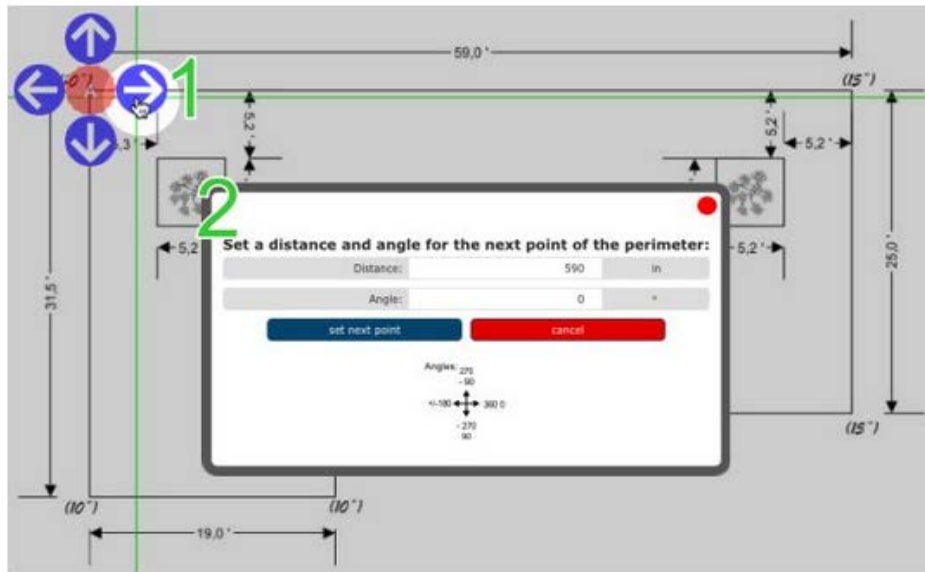 59,0 '
1
A
(15")
5,2 '
5,2 '
,3'
5,2 '
2
5,2
5,2 '
Set a distance and angle for the next point of the perimeter:
Distance: 590 in
Angle: 0 °
31,5 '
25,0 '
set next point cancel
Angles: 270
- 90
+/-180 360 0
- 270
90
(15")
(10") (10")
19,0 '